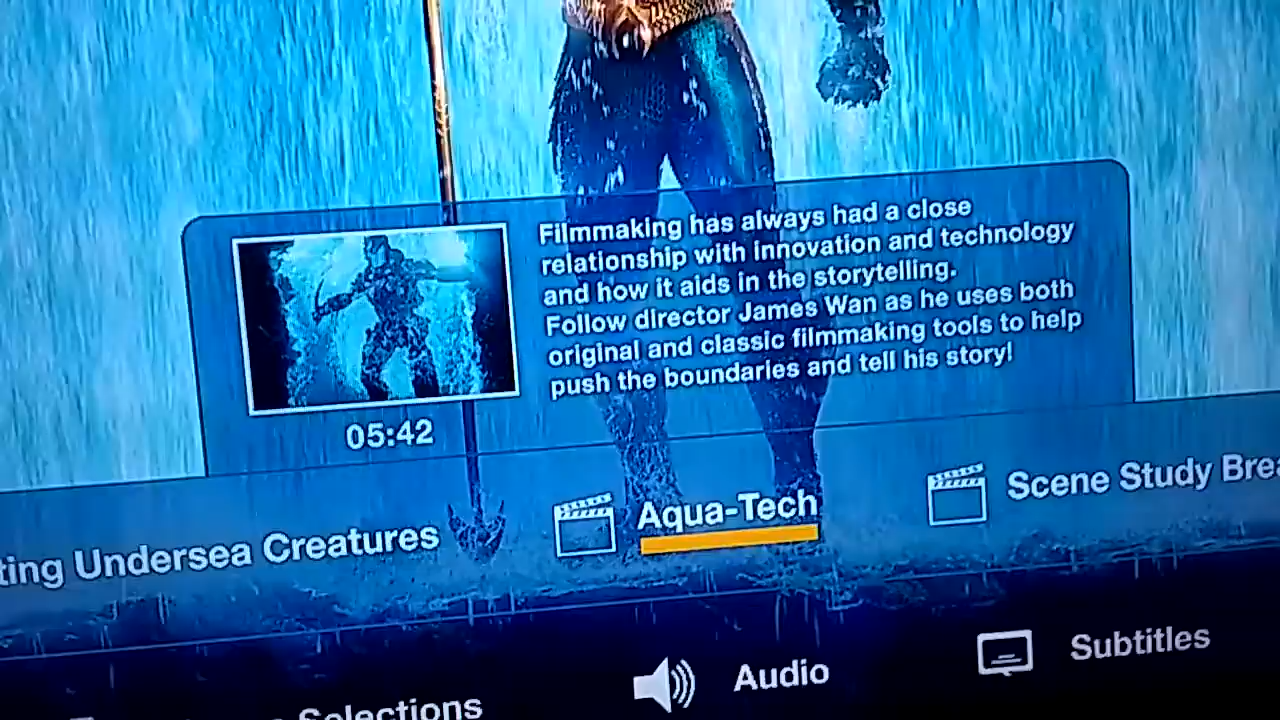 Filmmaking has always had a close
relationship with innovation and technology
and how it aids in the storytelling.
Follow director James Wan as he uses both
original and classic filmmaking tools to help
push the boundaries and tell his story!
05:42
ting Undersea Creatures
Aqua-Tech
Scene Study Brea
Selections
Audio
Subtitles